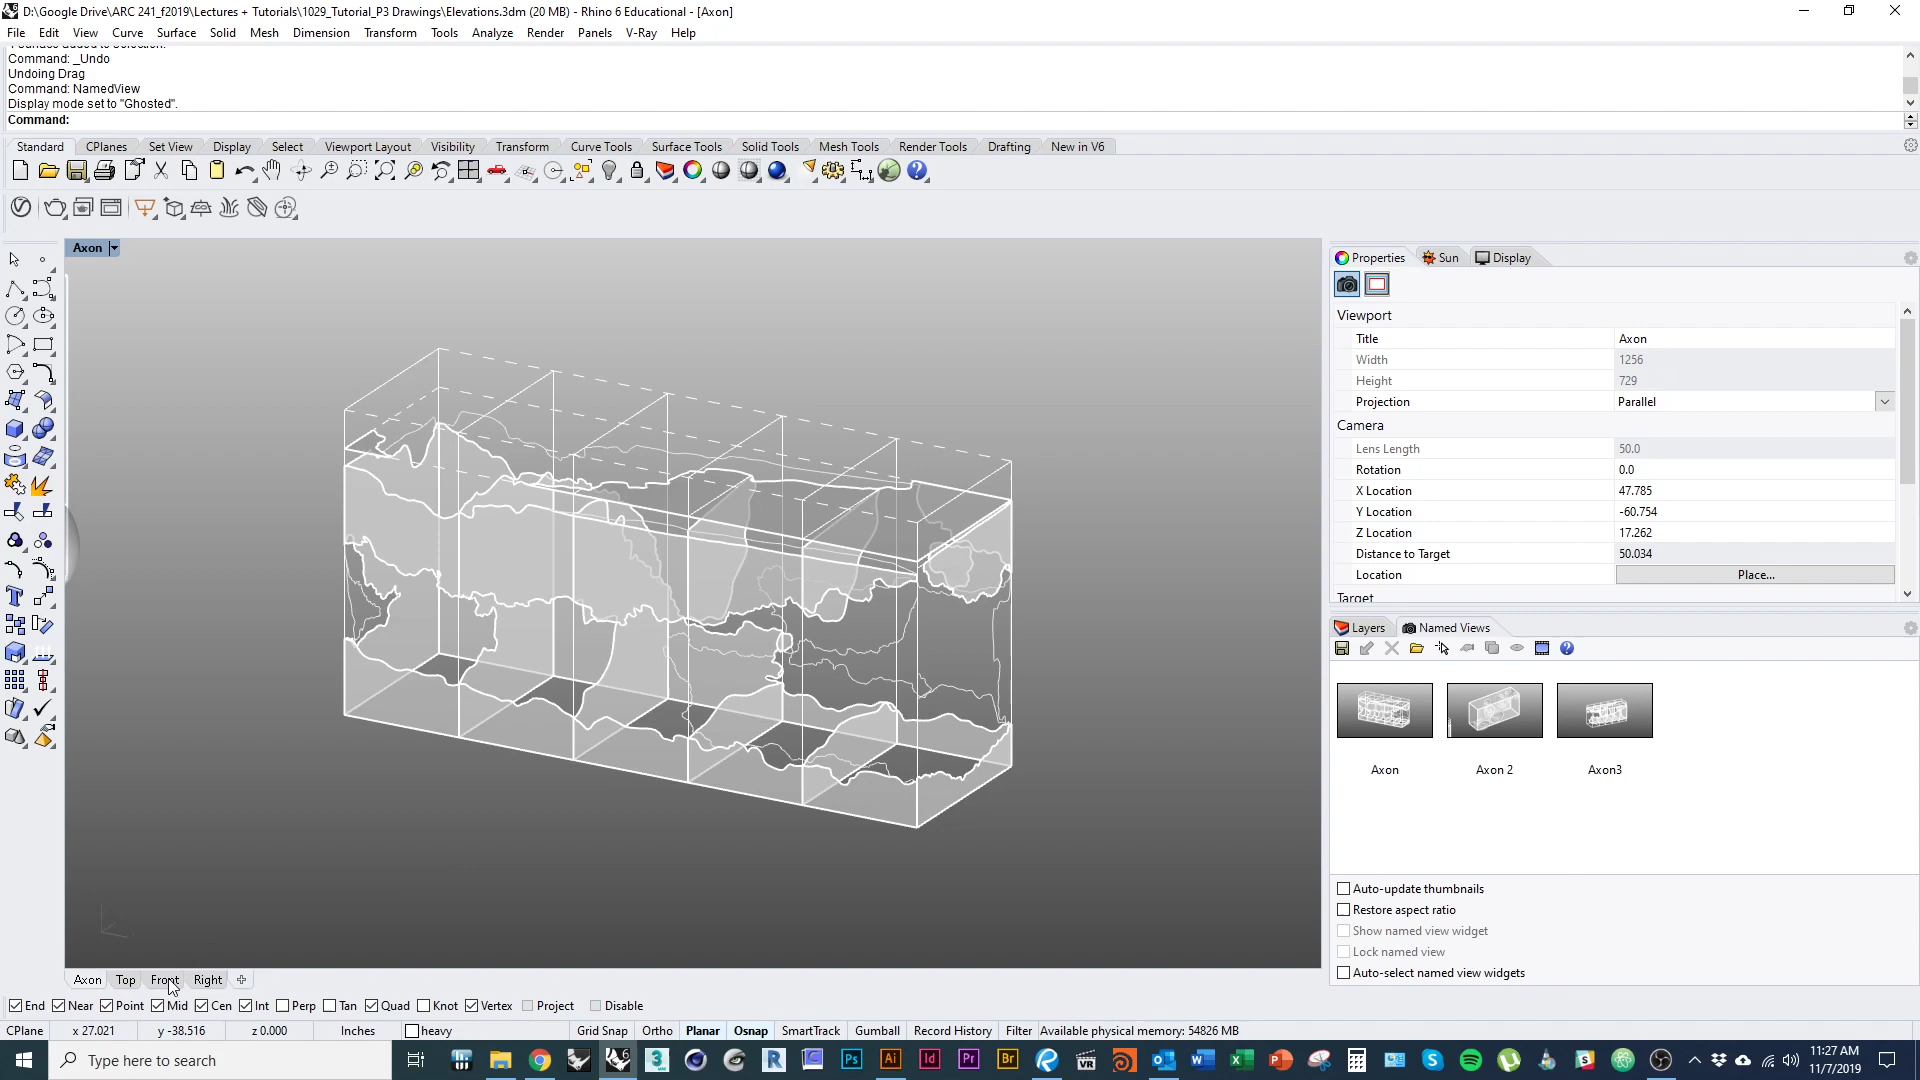 D:\Google Drive\ARC 241_f2019\Lectures + Tutorials\1029_Tutorial_P3 Drawings\Elevations.3dm (20 MB) - Rhino 6 Educational - [Axon]
File Edit View Curve Surface Solid Mesh Dimension Transform Tools Analyze Render Panels V-Ray Help
Command: _Undo
Undoing Drag
Command: NamedView
Display mode set to "Ghosted".
Command:
Standard CPlanes Set View Display Select Viewport Layout Visibility Transform Curve Tools Surface Tools Solid Tools Mesh Tools Render Tools Drafting New in V6
Axon
Properties Sun Display
Viewport
Title Axon
Width 1256
Height 729
Projection Parallel
Camera
Lens Length 50.0
Rotation 0.0
X Location 47.785
Y Location -60.754
Z Location 17.262
Distance to Target 50.034
Location Place...
Target
Layers Named Views
Axon Axon 2 Axon3
Auto-update thumbnails
Restore aspect ratio
Show named view widget
Lock named view
Auto-select named view widgets
Axon Top Front Right
End Near Point Mid Cen Int Perp Tan Quad Knot Vertex Project Disable
CPlane x 27.021 y -38.516 z 0.000 Inches heavy Grid Snap Ortho Planar Osnap SmartTrack Gumball Record History Filter Available physical memory: 54826 MB
Type here to search
11:27 AM
11/7/2019